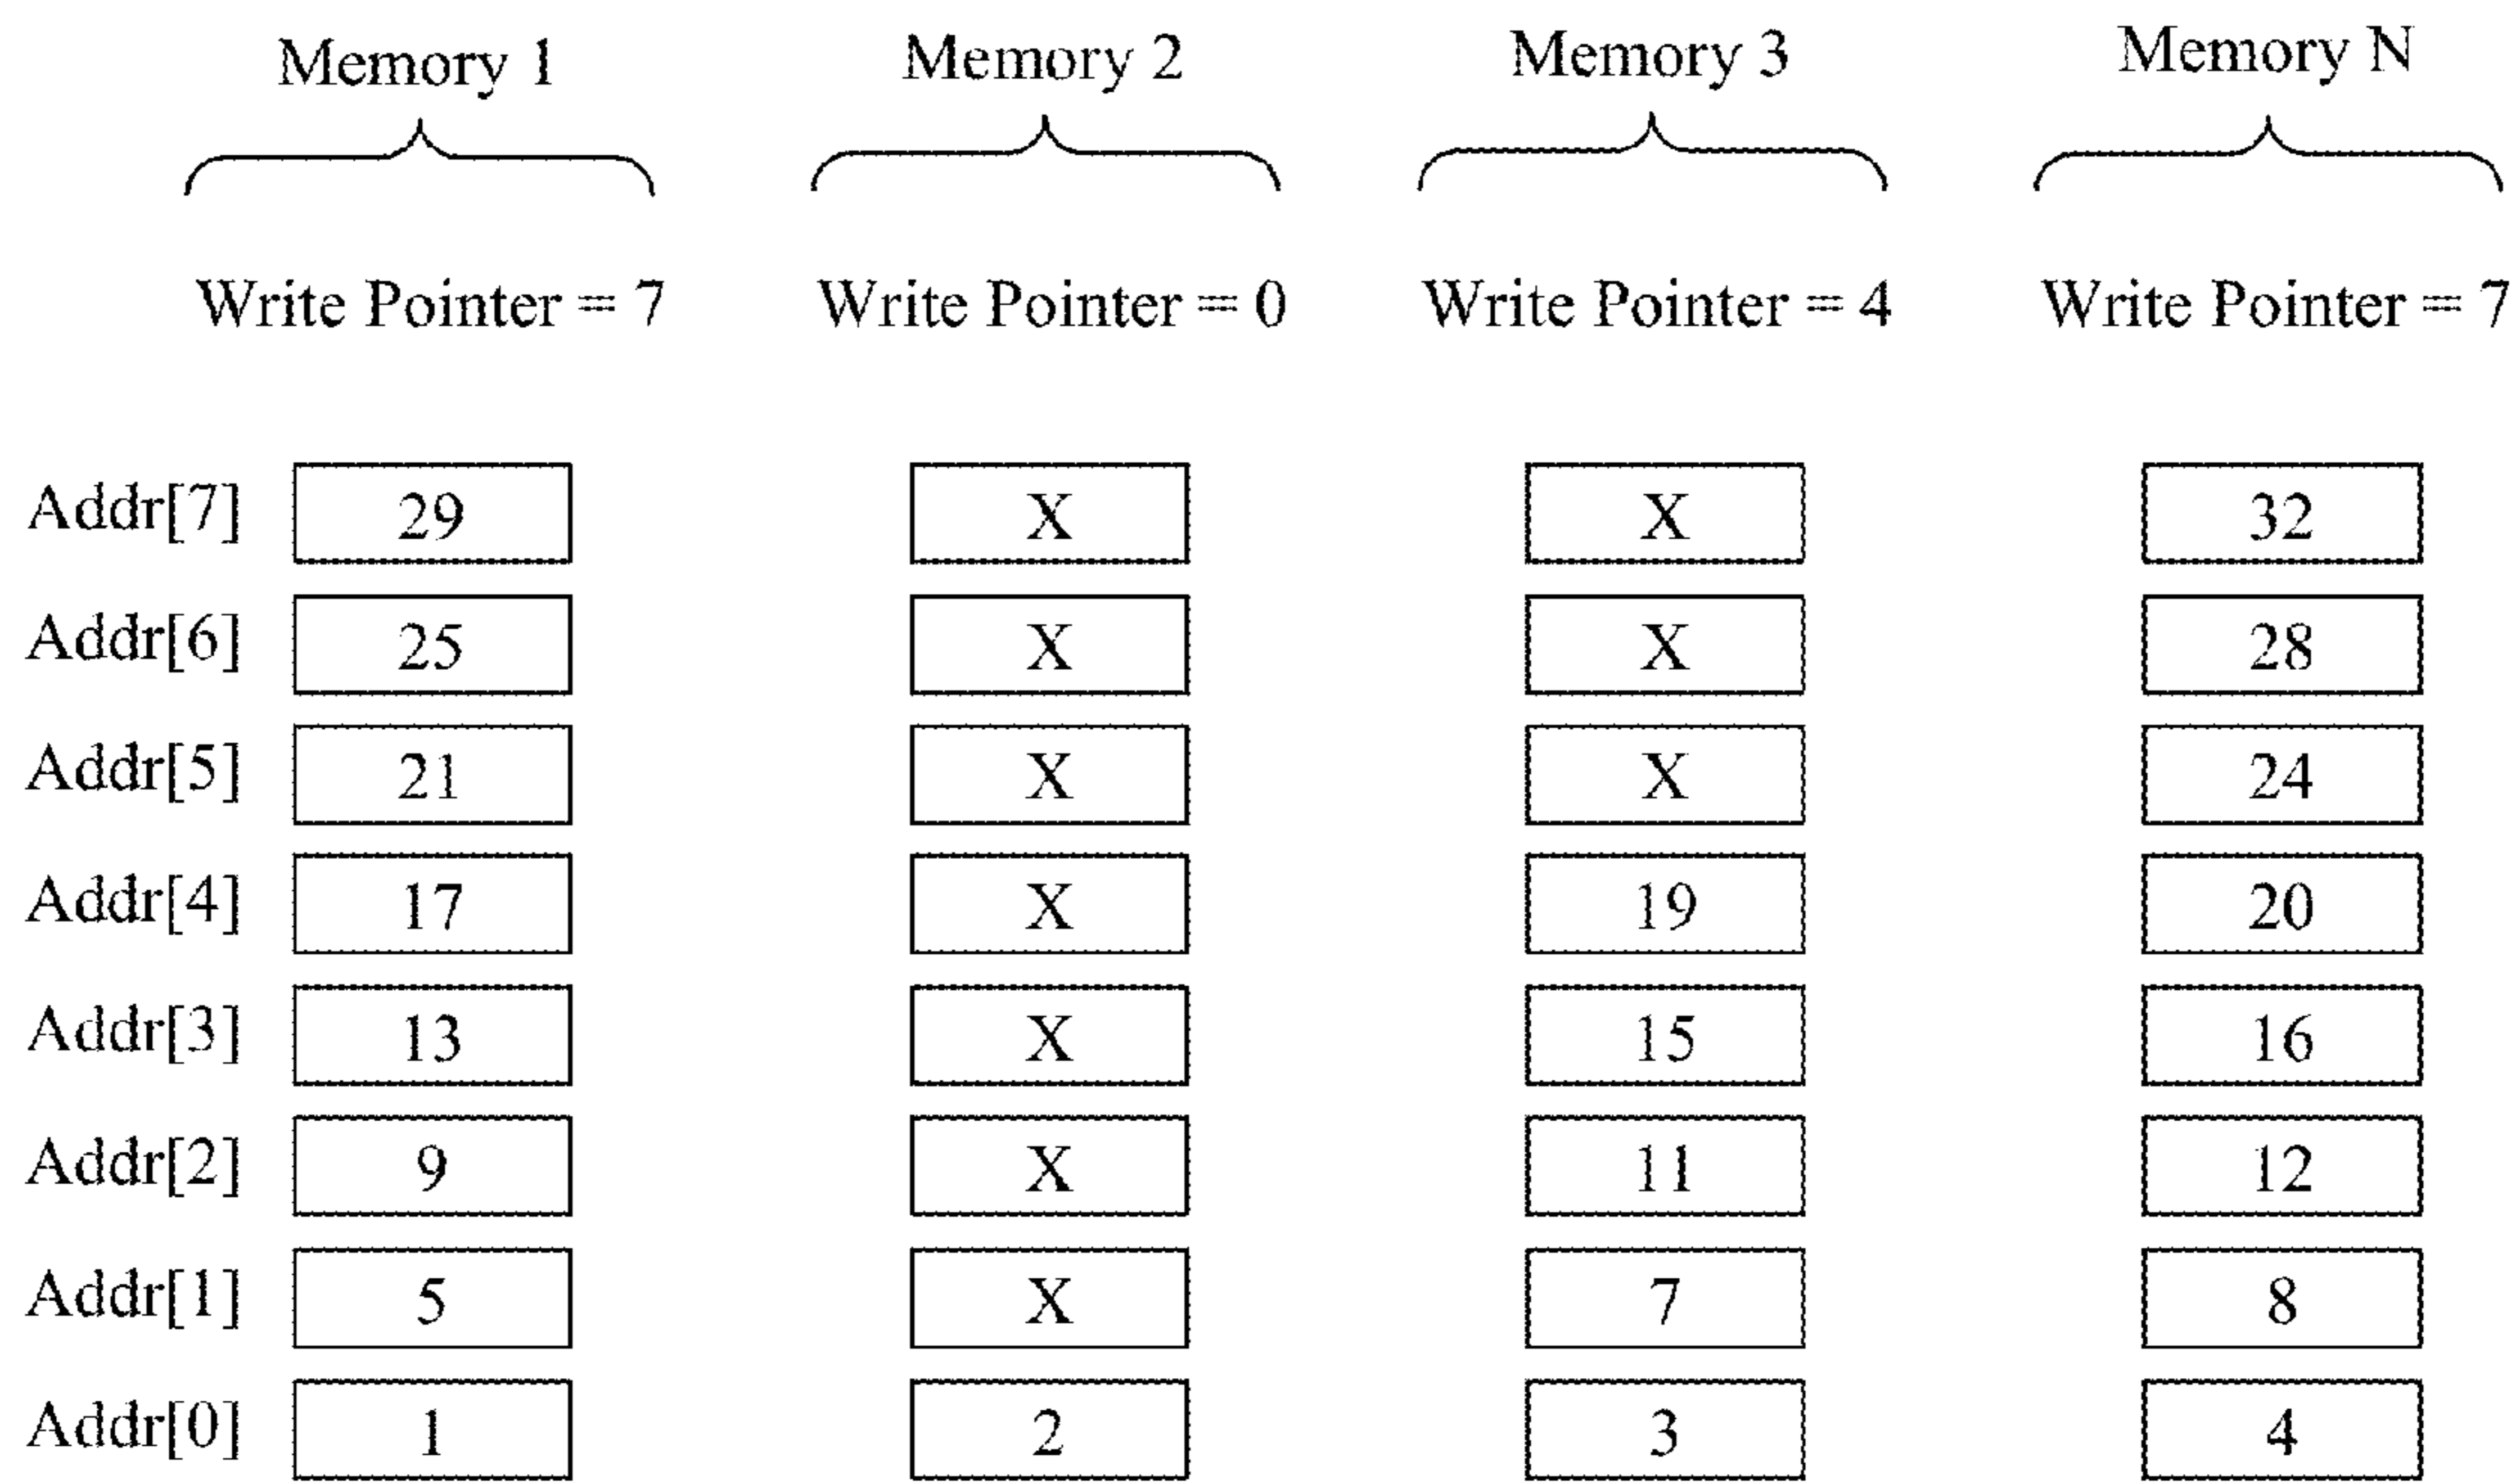 Memory 1 Memory 2 Memory 3 Memory N
Write Pointer = 7 Write Pointer = 0 Write Pointer = 4 Write Pointer = 7
Addr[7] 29 X X 32
Addr[6] 25 X X 28
Addr[5] 21 X X 24
Addr[4] 17 X 19 20
Addr[3] 13 X 15 16
Addr[2] 9 X 11 12
Addr[1] 5 X 7 8
Addr[0] 1 2 3 4